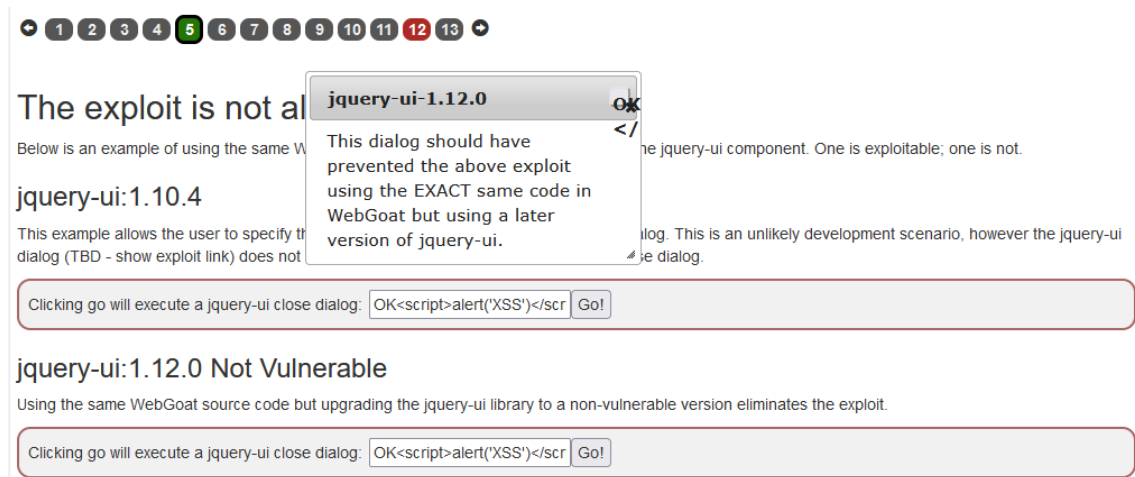 1 2 3 4 5 6 7 8 9 10 11 12 13
The exploit is not al
jquery-ui-1.12.0
OK
</
This dialog should have
prevented the above exploit
using the EXACT same code in
WebGoat but using a later
version of jquery-ui.
Below is an example of using the same W ne jquery-ui component. One is exploitable; one is not.
jquery-ui:1.10.4
This example allows the user to specify th log. This is an unlikely development scenario, however the jquery-ui
dialog (TBD - show exploit link) does not e dialog.
Clicking go will execute a jquery-ui close dialog: OK<script>alert('XSS')</scr Go!
jquery-ui:1.12.0 Not Vulnerable
Using the same WebGoat source code but upgrading the jquery-ui library to a non-vulnerable version eliminates the exploit.
Clicking go will execute a jquery-ui close dialog: OK<script>alert('XSS')</scr Go!